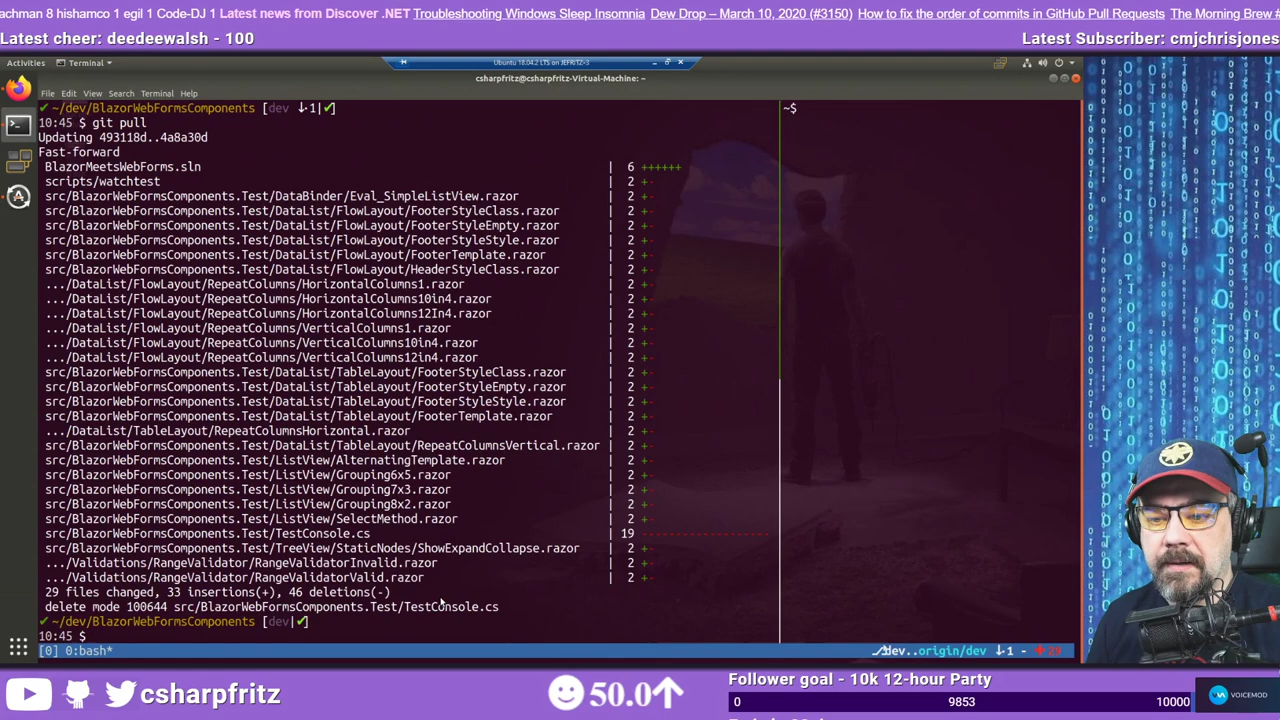 achman 8 hishamco 1 egil 1 Code-DJ 1 Latest news from Discover .NET Troubleshooting Windows Sleep Insomnia Dew Drop – March 10, 2020 (#3150) How to fix the order of commits in GitHub Pull Requests The Morning Brew #
Latest cheer: deedeewalsh - 100
Latest Subscriber: cmjchrisjones
Activities Terminal
Ubuntu 18.04.2 LTS on JEFRITZ-3
csharpfritz@csharpfritz-Virtual-Machine: ~
File Edit View Search Terminal Help
✔ ~/dev/BlazorWebFormsComponents [dev ↓·1|✔]
10:45 $ git pull
Updating 493118d..4a8a30d
Fast-forward
BlazorMeetsWebForms.sln | 6 ++++++
scripts/watchtest | 2 +-
src/BlazorWebFormsComponents.Test/DataBinder/Eval_SimpleListView.razor | 2 +-
src/BlazorWebFormsComponents.Test/DataList/FlowLayout/FooterStyleClass.razor | 2 +-
src/BlazorWebFormsComponents.Test/DataList/FlowLayout/FooterStyleEmpty.razor | 2 +-
src/BlazorWebFormsComponents.Test/DataList/FlowLayout/FooterStyleStyle.razor | 2 +-
src/BlazorWebFormsComponents.Test/DataList/FlowLayout/FooterTemplate.razor | 2 +-
src/BlazorWebFormsComponents.Test/DataList/FlowLayout/HeaderStyleClass.razor | 2 +-
.../DataList/FlowLayout/RepeatColumns/HorizontalColumns1.razor | 2 +-
.../DataList/FlowLayout/RepeatColumns/HorizontalColumns10in4.razor | 2 +-
.../DataList/FlowLayout/RepeatColumns/HorizontalColumns12In4.razor | 2 +-
.../DataList/FlowLayout/RepeatColumns/VerticalColumns1.razor | 2 +-
.../DataList/FlowLayout/RepeatColumns/VerticalColumns10in4.razor | 2 +-
.../DataList/FlowLayout/RepeatColumns/VerticalColumns12in4.razor | 2 +-
src/BlazorWebFormsComponents.Test/DataList/TableLayout/FooterStyleClass.razor | 2 +-
src/BlazorWebFormsComponents.Test/DataList/TableLayout/FooterStyleEmpty.razor | 2 +-
src/BlazorWebFormsComponents.Test/DataList/TableLayout/FooterStyleStyle.razor | 2 +-
src/BlazorWebFormsComponents.Test/DataList/TableLayout/FooterTemplate.razor | 2 +-
.../DataList/TableLayout/RepeatColumnsHorizontal.razor | 2 +-
src/BlazorWebFormsComponents.Test/DataList/TableLayout/RepeatColumnsVertical.razor | 2 +-
src/BlazorWebFormsComponents.Test/ListView/AlternatingTemplate.razor | 2 +-
src/BlazorWebFormsComponents.Test/ListView/Grouping6x5.razor | 2 +-
src/BlazorWebFormsComponents.Test/ListView/Grouping7x3.razor | 2 +-
src/BlazorWebFormsComponents.Test/ListView/Grouping8x2.razor | 2 +-
src/BlazorWebFormsComponents.Test/ListView/SelectMethod.razor | 2 +-
src/BlazorWebFormsComponents.Test/TestConsole.cs | 19 -------------------
src/BlazorWebFormsComponents.Test/TreeView/StaticNodes/ShowExpandCollapse.razor | 2 +-
.../Validations/RangeValidator/RangeValidatorInvalid.razor | 2 +-
.../Validations/RangeValidator/RangeValidatorValid.razor | 2 +-
29 files changed, 33 insertions(+), 46 deletions(-)
delete mode 100644 src/BlazorWebFormsComponents.Test/TestConsole.cs
✔ ~/dev/BlazorWebFormsComponents [dev|✔]
10:45 $
~$
[0] 0:bash*
dev..origin/dev ↓·1 - +29
csharpfritz
50.0↑
Follower goal - 10k 12-hour Party
0 9853 10000
VOICEMOD